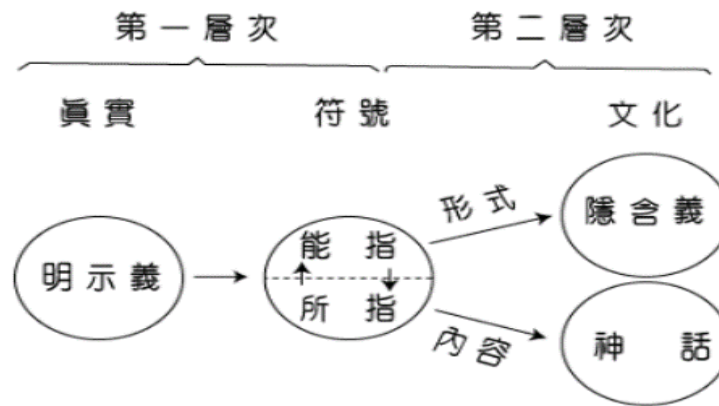 第一層次 第二層次
眞實 符號 文化
形式
隱含義
能指
明示義
所指
內容
神話